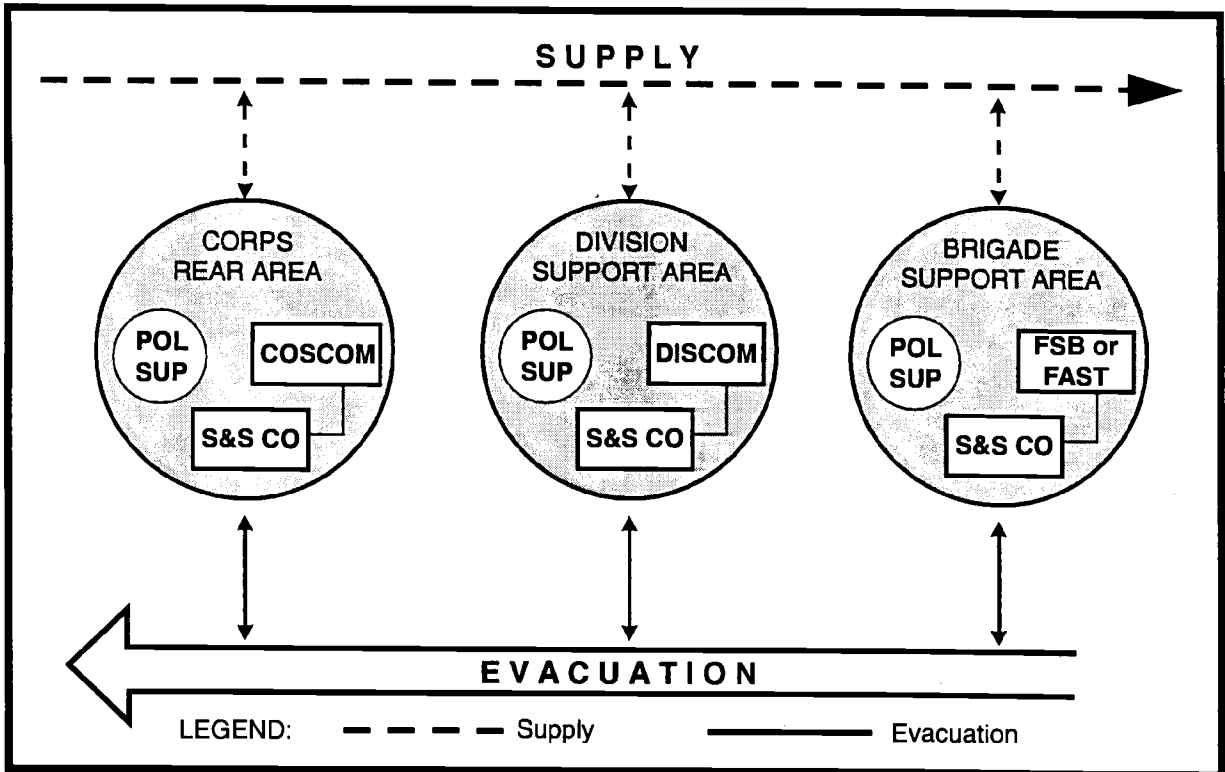 SUPPLY
CORPS
REAR AREA
POL
SUP
COSCOM
S&S CO
DIVISION
SUPPORT AREA
POL
SUP
DISCOM
S&S CO
BRIGADE
SUPPORT AREA
POL
SUP
FSB or
FAST
S&S CO
EVACUATION
LEGEND: Supply Evacuation